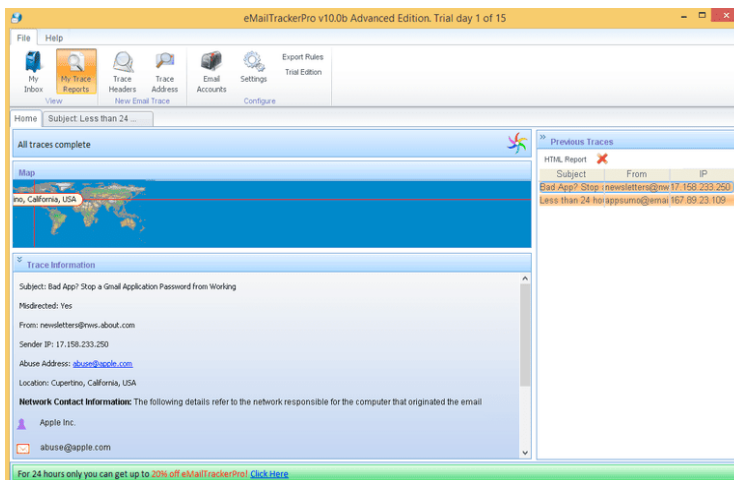 eMailTrackerPro v10.0b Advanced Edition. Trial day 1 of 15
File Help
My Inbox
My Trace Reports
Trace Headers
Trace Address
Email Accounts
Settings
Export Rules
Trial Edition
View
New Email Trace
Configure
Home
Subject: Less than 24 ...
All traces complete
Map
ino, California, USA
Trace Information
Subject: Bad App? Stop a Gmail Application Password from Working
Misdirected: Yes
From: newsletters@nws.about.com
Sender IP: 17.158.233.250
Abuse Address: abuse@apple.com
Location: Cupertino, California, USA
Network Contact Information: The following details refer to the network responsible for the computer that originated the email
Apple Inc.
abuse@apple.com
Previous Traces
HTML Report
Subject From IP
Bad App? Stop newsletters@nw 17.158.233.250
Less than 24 ho appsumo@emai 167.89.23.109
For 24 hours only you can get up to 20% off eMailTrackerPro! Click Here